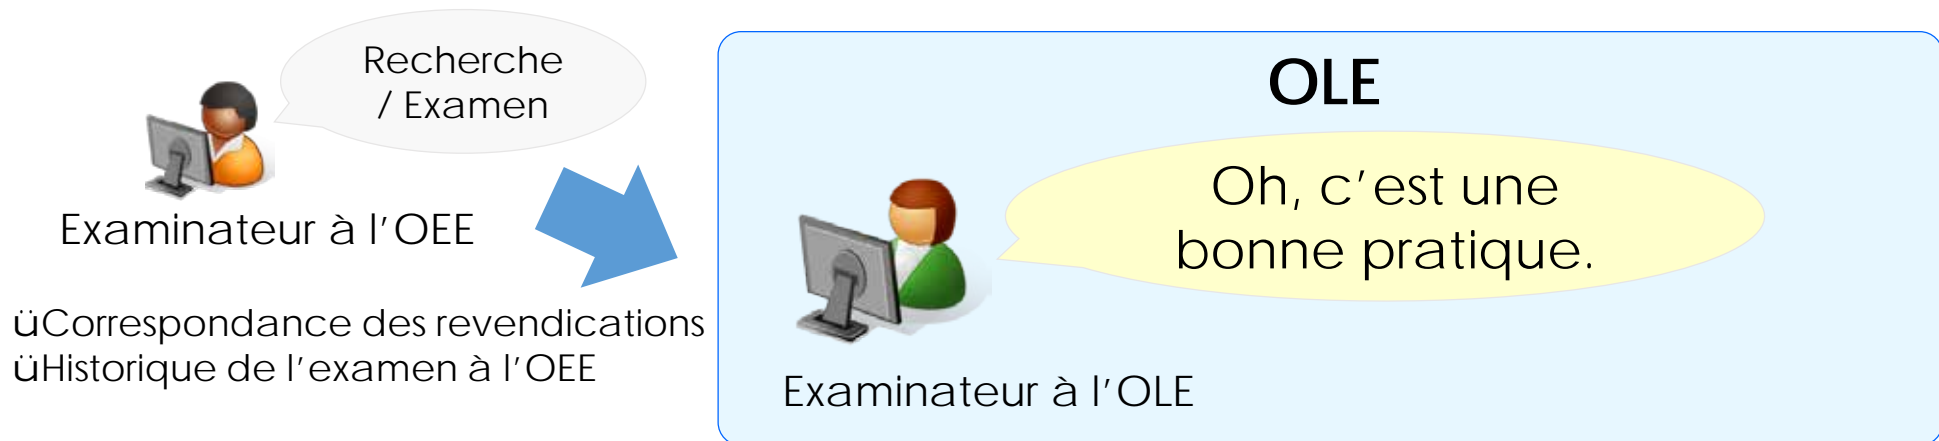 Recherche
/ Examen
Examinateur à l'OEE
üCorrespondance des revendications
üHistorique de l'examen à l'OEE
OLE
Oh, c'est une
bonne pratique.
Examinateur à l'OLE